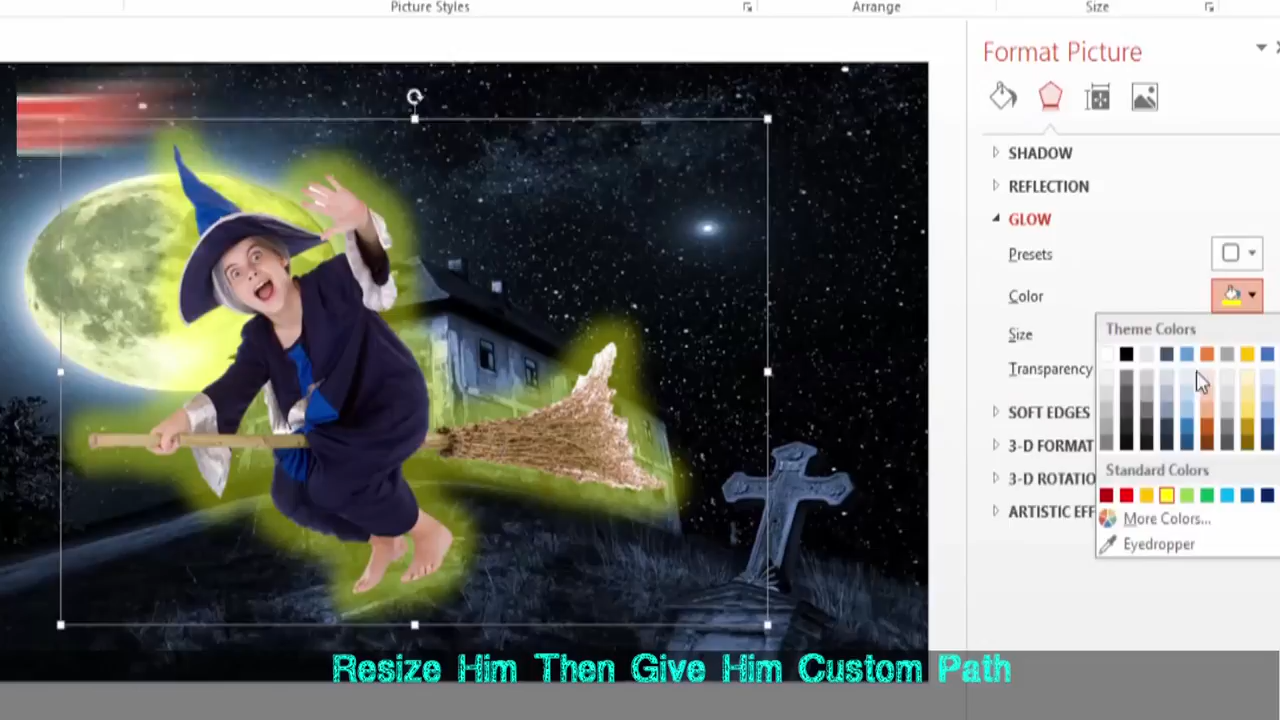 Picture Styles
Arrange
Size
Format Picture
SHADOW
REFLECTION
GLOW
Presets
Color
Theme Colors
Size
Transparency
SOFT EDGES
3-D FORMAT
Standard Colors
3-D ROTATIO
ARTISTIC EFF
More Colors...
Eyedropper
Resize Him Then Give Him Custom Path